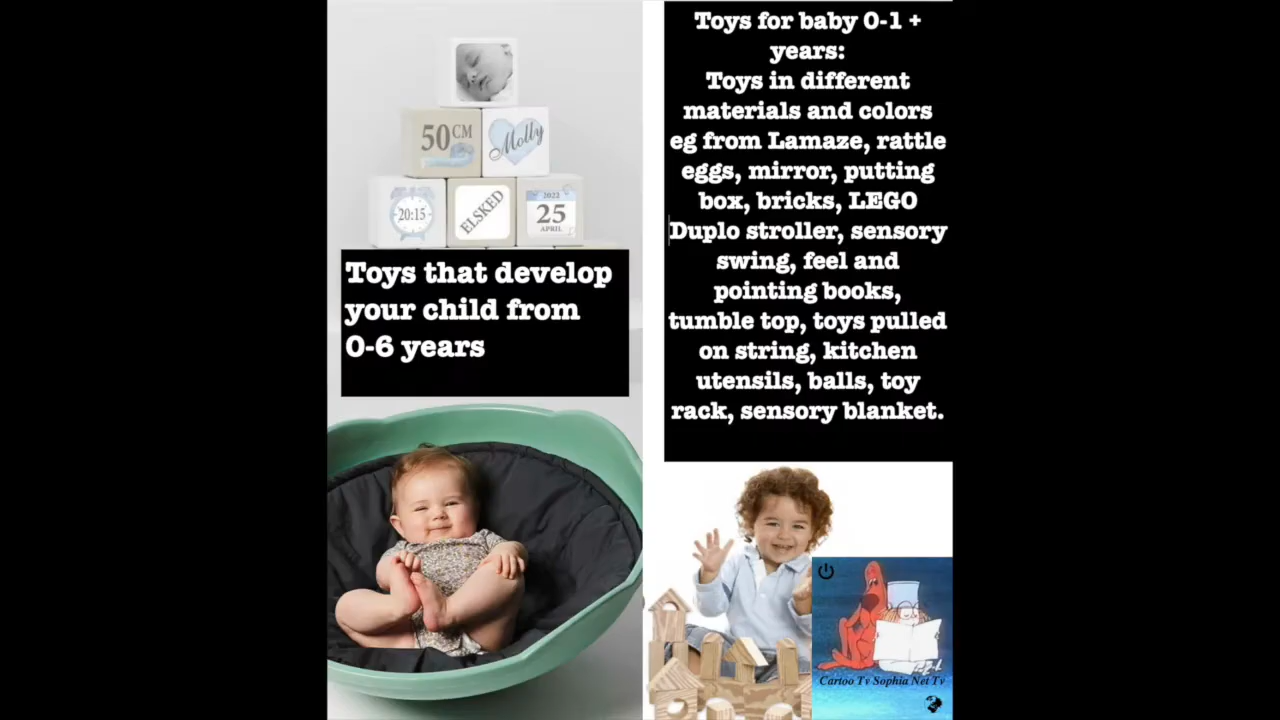 50CM
Molly
20:15
ELSKED
2022
25
APRIL
Toys that develop
your child from
0-6 years
Toys for baby 0-1 +
years:
Toys in different
materials and colors
eg from Lamaze, rattle
eggs, mirror, putting
box, bricks, LEGO
Duplo stroller, sensory
swing, feel and
pointing books,
tumble top, toys pulled
on string, kitchen
utensils, balls, toy
rack, sensory blanket.
Cartoo Tv Sophia Net Tv